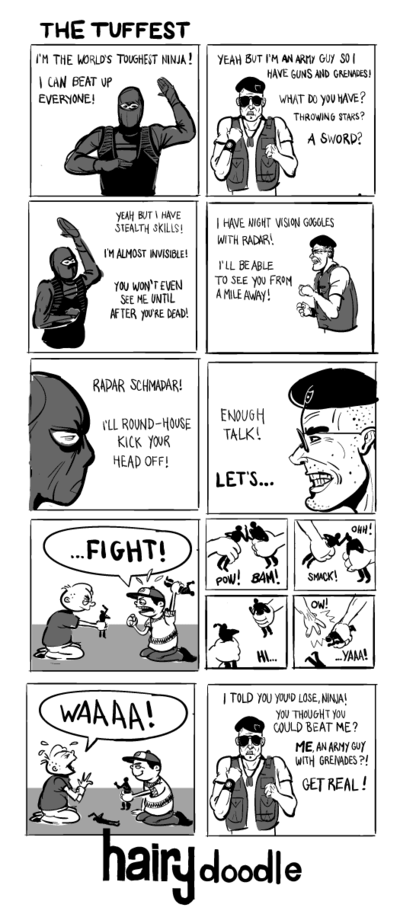 THE TUFFEST
I'M THE WORLD'S TOUGHEST NINJA!
I CAN BEAT UP
EVERYONE!
YEAH BUT I'M AN ARMY GUY SO I
HAVE GUNS AND GRENADES!
WHAT DO YOU HAVE?
THROWING STARS?
A SWORD?
YEAH BUT I HAVE
STEALTH SKILLS!
I'M ALMOST INVISIBLE!
YOU WON'T EVEN
SEE ME UNTIL
AFTER YOU'RE DEAD!
I HAVE NIGHT VISION GOGGLES
WITH RADAR!
I'LL BE ABLE
TO SEE YOU FROM
A MILE AWAY!
RADAR SCHMADAR!
I'LL ROUND-HOUSE
KICK YOUR
HEAD OFF!
ENOUGH
TALK!
LET'S...
...FIGHT!
POW! BAM!
OHH!
SMACK!
HI...
OW!
...YAAA!
WAAAA!
I TOLD YOU YOU'D LOSE, NINJA!
YOU THOUGHT YOU
COULD BEAT ME?
ME, AN ARMY GUY
WITH GRENADES?!
GET REAL!
hairy doodle